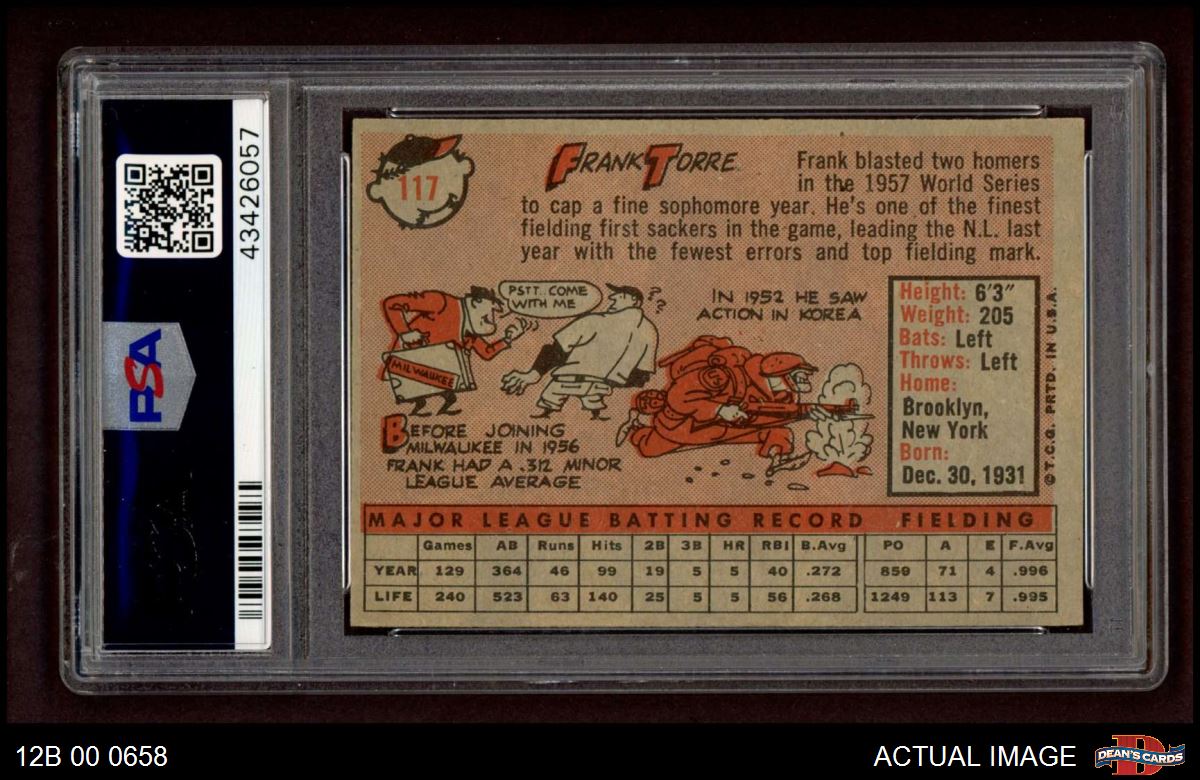 43426057
PSA
117
FRANK TORRE
Frank blasted two homers
in the 1957 World Series
to cap a fine sophomore year. He's one of the finest
fielding first sackers in the game, leading the N.L. last
year with the fewest errors and top fielding mark.
PSTT..COME
WITH ME
? ?
?
MILWAUKEE
BEFORE JOINING
MILWAUKEE IN 1956
FRANK HAD A .312 MINOR
LEAGUE AVERAGE
IN 1952 HE SAW
ACTION IN KOREA
Height: 6'3"
Weight: 205
Bats: Left
Throws: Left
Home:
Brooklyn,
New York
Born:
Dec. 30, 1931
© T.C.G. PRTD. IN U.S.A.
MAJOR LEAGUE BATTING RECORD FIELDING
Games AB Runs Hits 2B 3B HR RBI B.Avg PO A E F.Avg
YEAR 129 364 46 99 19 5 5 40 .272 859 71 4 .996
LIFE 240 523 63 140 25 5 5 56 .268 1249 113 7 .995
12B 00 0658
ACTUAL IMAGE
DEAN'S CARDS